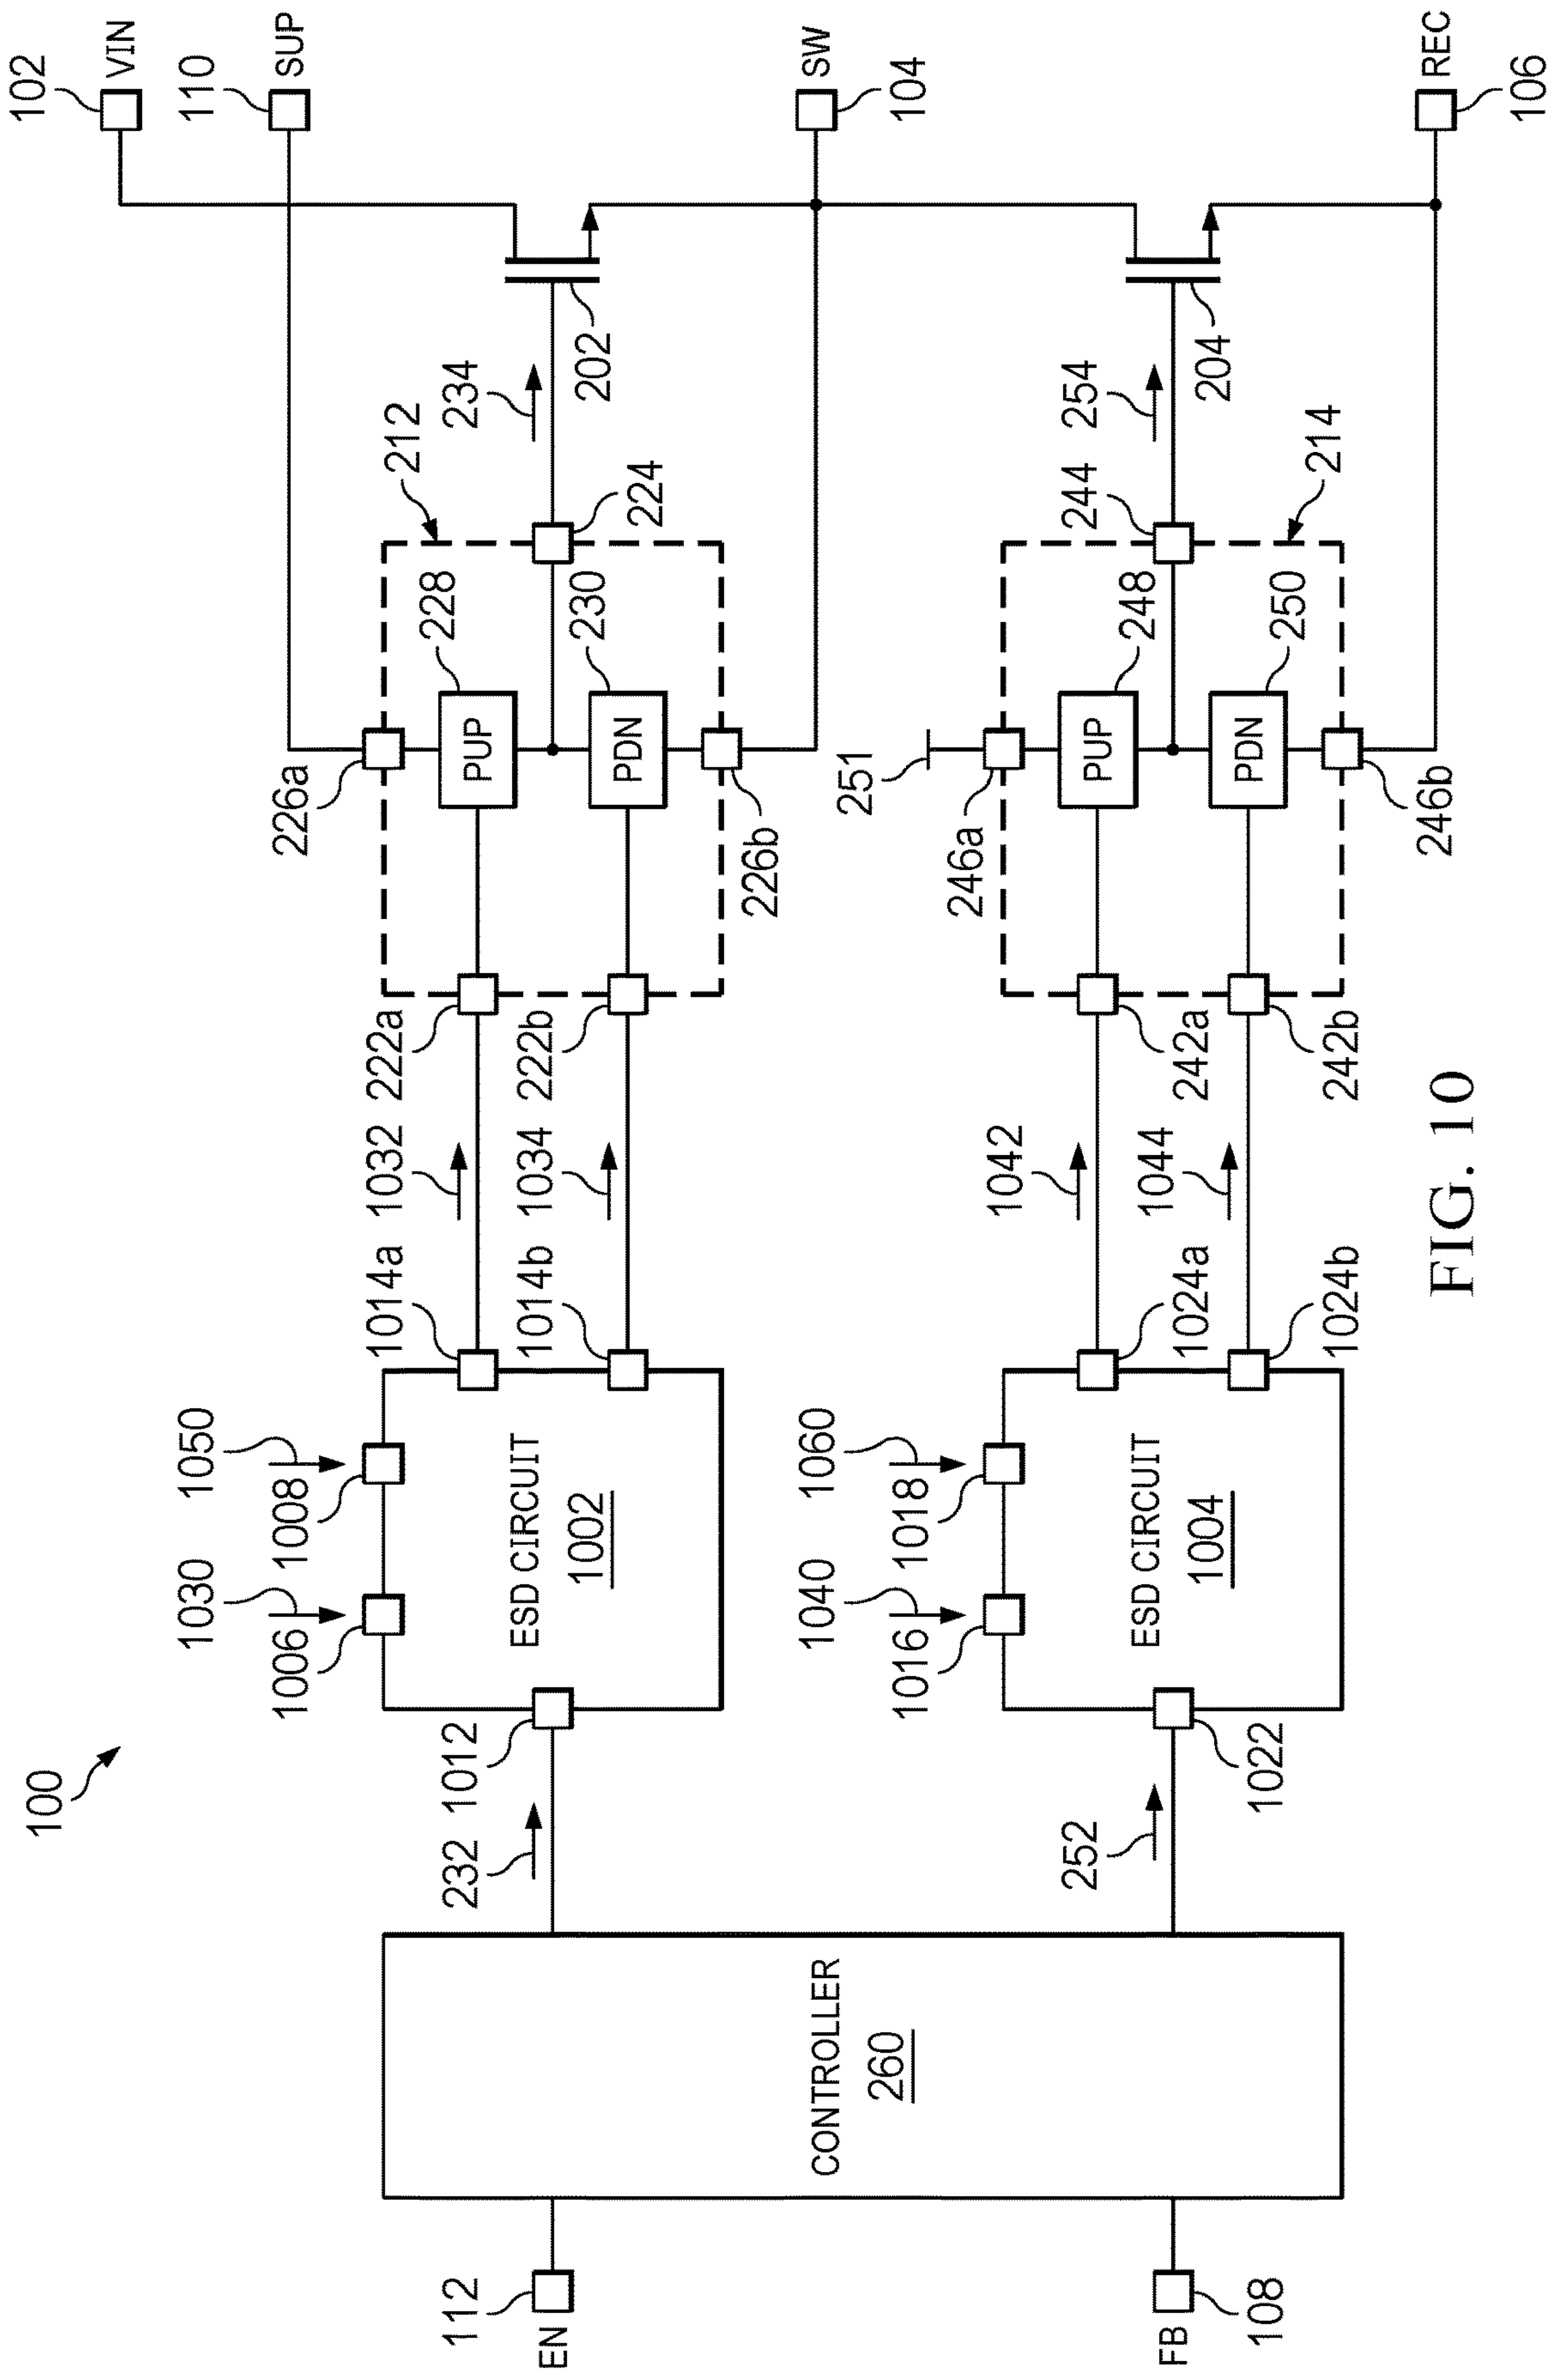 100
102
VIN
110
SUP
SW
104
REC
106
112
EN
FB
108
CONTROLLER
260
232
252
1012
1022
1030
1006
1050
1008
ESD CIRCUIT
1002
1014a
1014b
1040
1016
1060
1018
ESD CIRCUIT
1004
1024a
1024b
1032
1034
1042
1044
222a
222b
242a
242b
226a
226b
212
228
PUP
230
PDN
224
234
202
251
246a
246b
214
248
PUP
250
PDN
244
254
204
FIG. 10